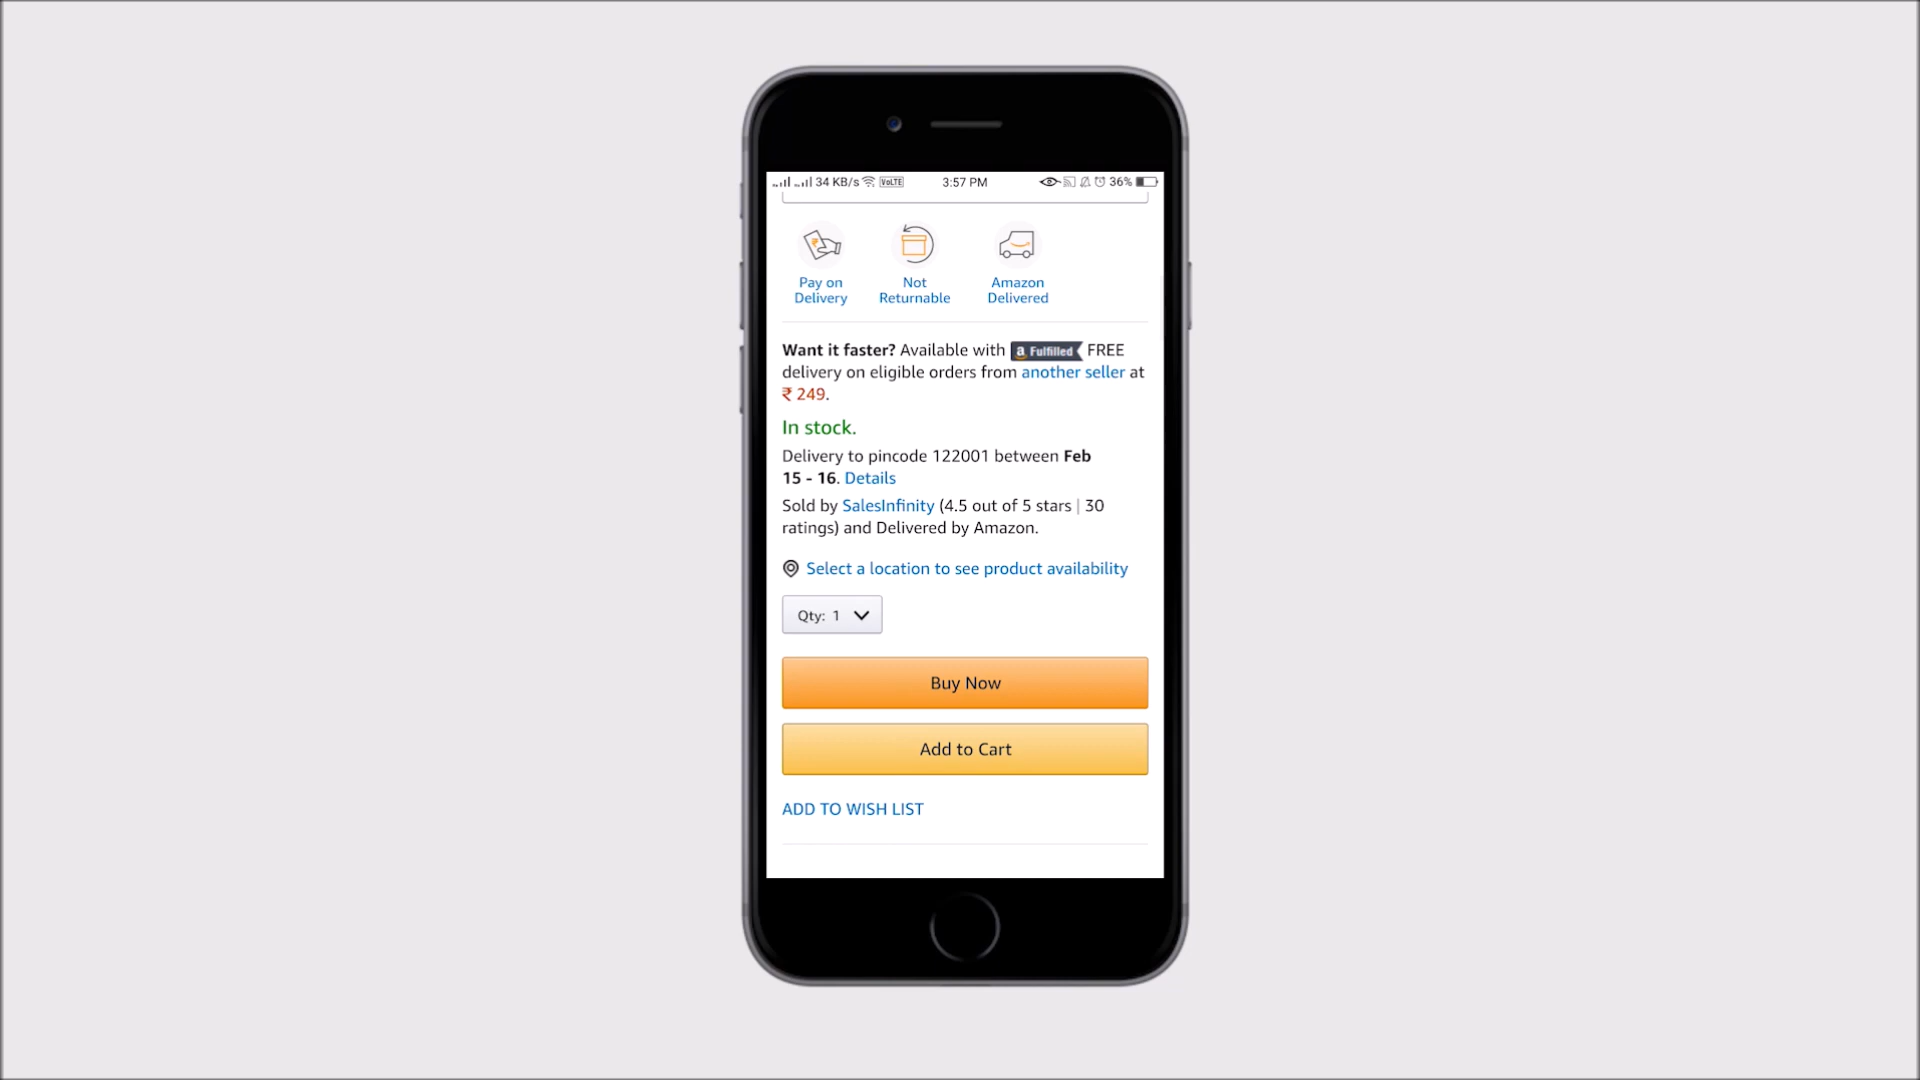 34 KB/s VoLTE 3:57 PM 36%
Pay on Not Amazon
Delivery Returnable Delivered
Want it faster? Available with a Fulfilled FREE
delivery on eligible orders from another seller at
₹ 249.
In stock.
Delivery to pincode 122001 between Feb
15 - 16. Details
Sold by SalesInfinity (4.5 out of 5 stars | 30
ratings) and Delivered by Amazon.
Select a location to see product availability
Qty: 1
Buy Now
Add to Cart
ADD TO WISH LIST